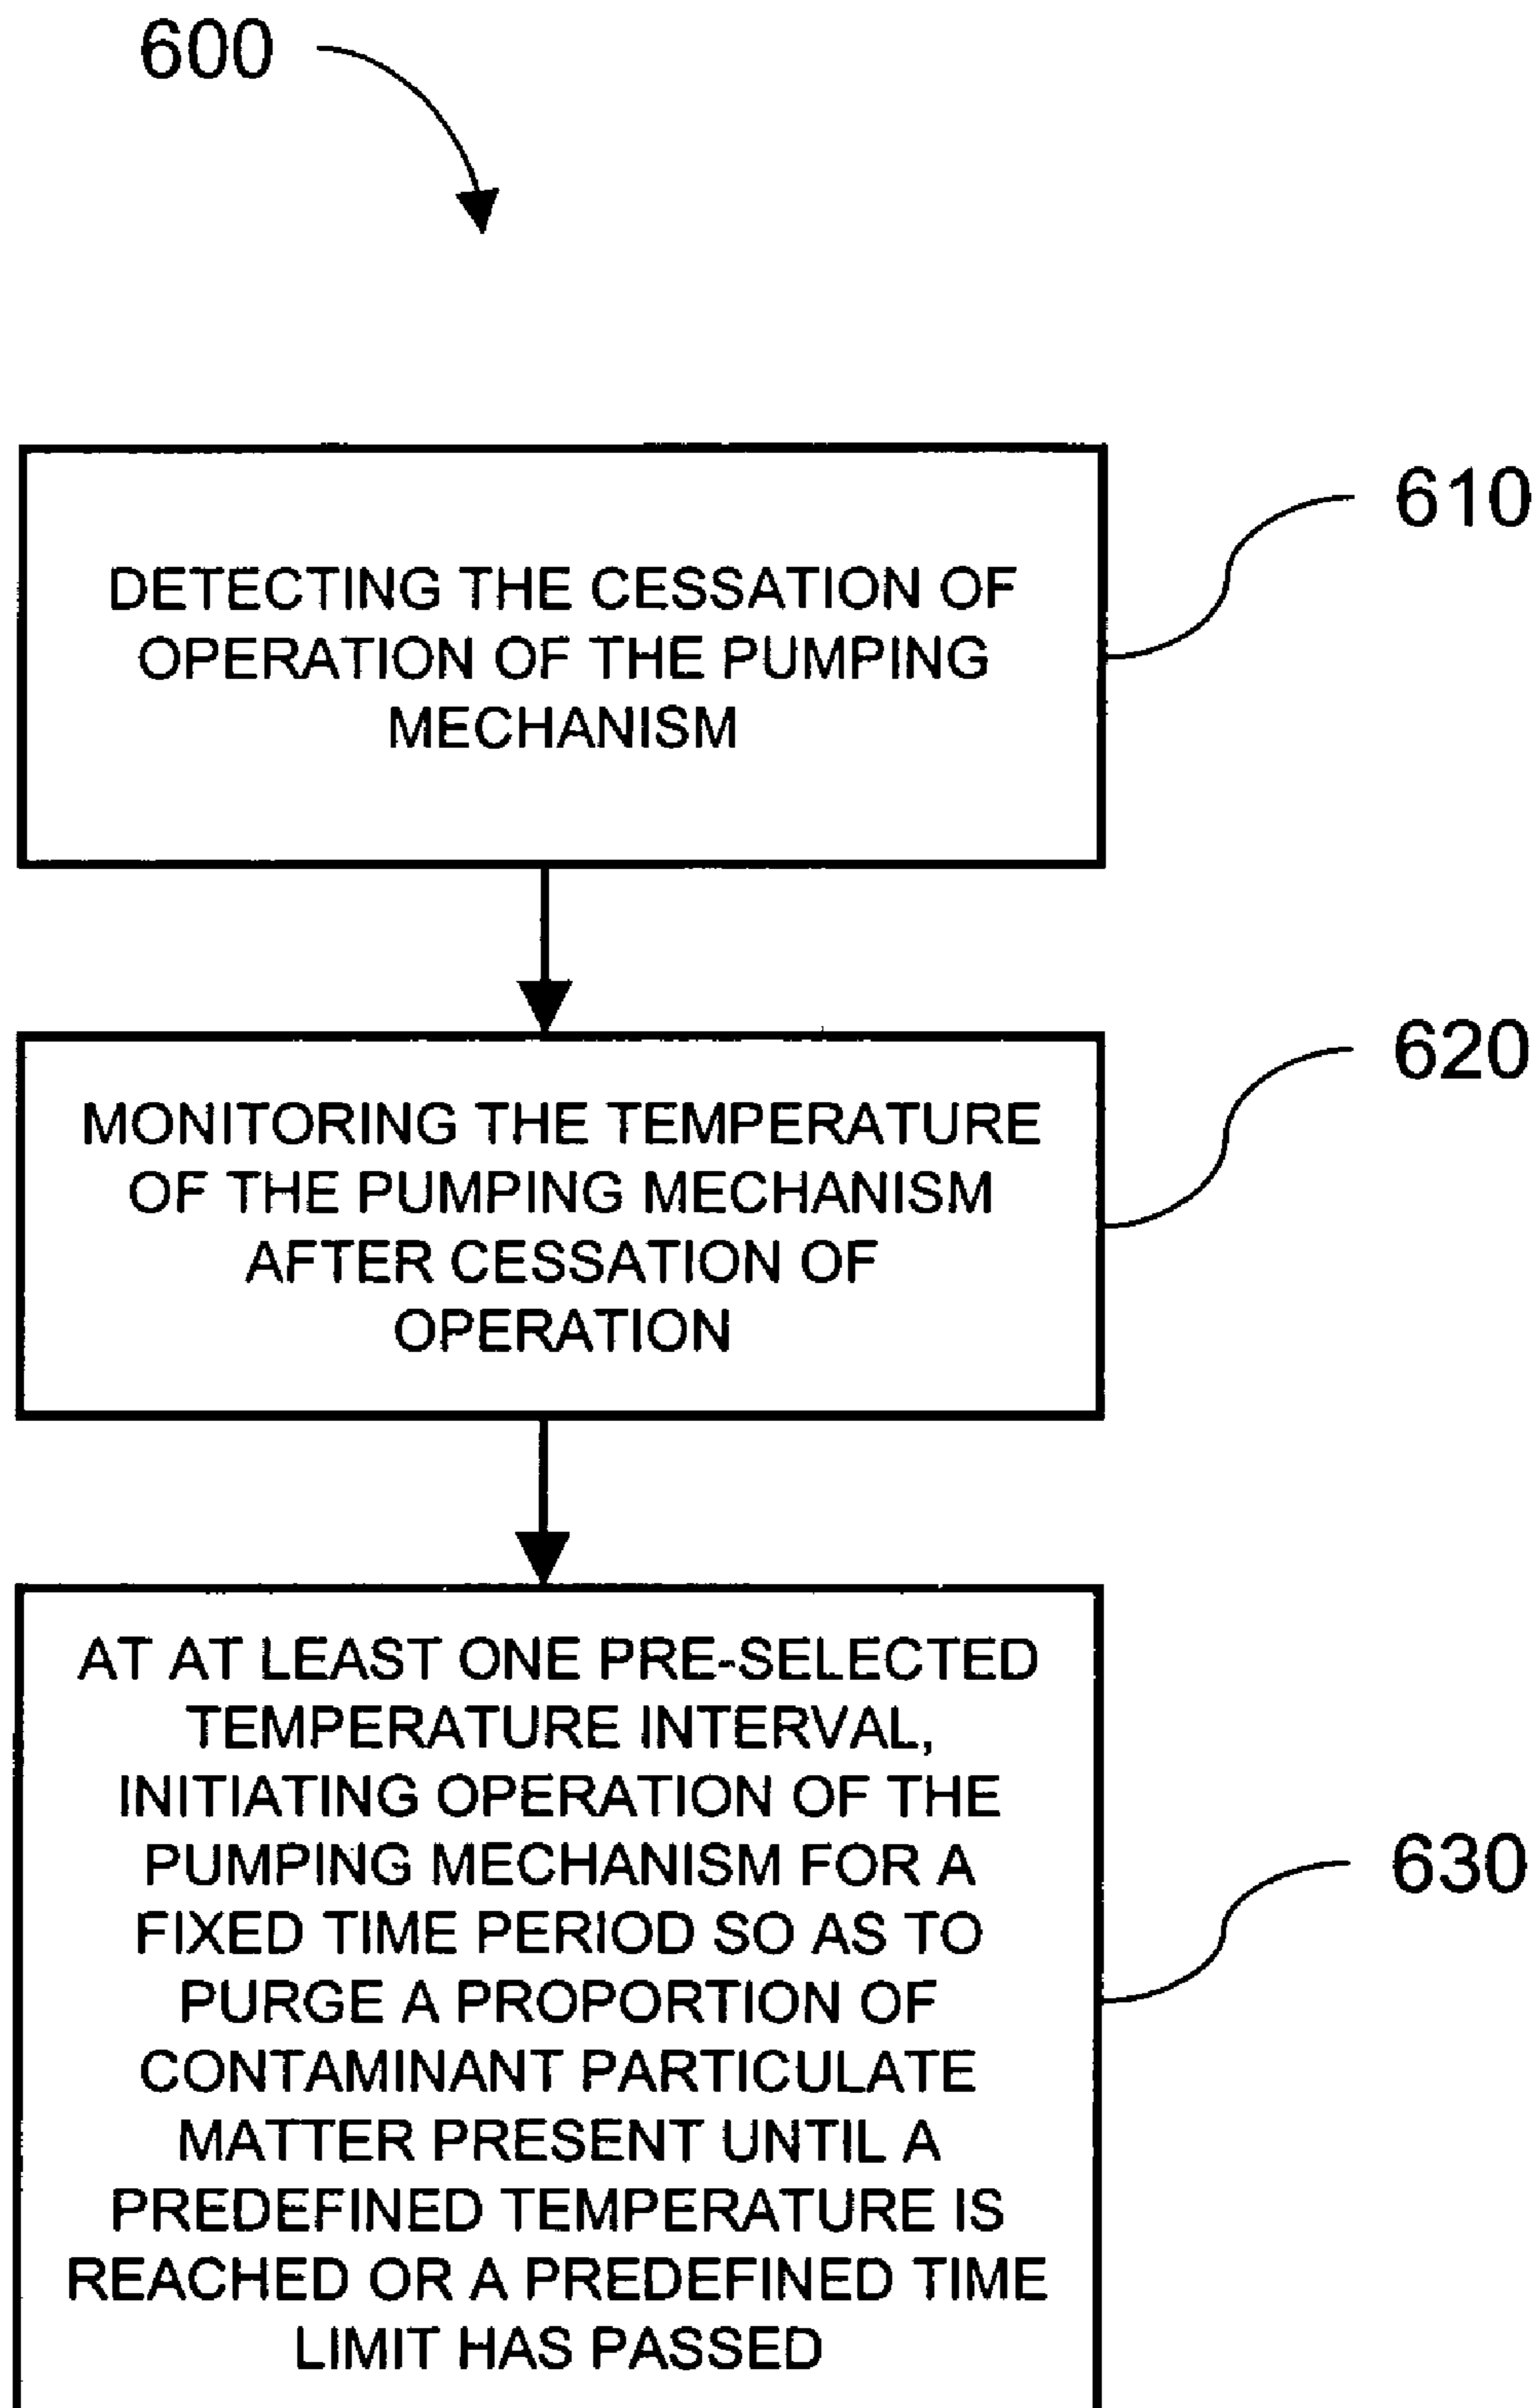 600
610
DETECTING THE CESSATION OF
OPERATION OF THE PUMPING
MECHANISM
620
MONITORING THE TEMPERATURE
OF THE PUMPING MECHANISM
AFTER CESSATION OF
OPERATION
AT AT LEAST ONE PRE-SELECTED
TEMPERATURE INTERVAL,
INITIATING OPERATION OF THE
PUMPING MECHANISM FOR A
630
FIXED TIME PERIOD SO AS TO
PURGE A PROPORTION OF
CONTAMINANT PARTICULATE
MATTER PRESENT UNTIL A
PREDEFINED TEMPERATURE IS
REACHED OR A PREDEFINED TIME
LIMIT HAS PASSED